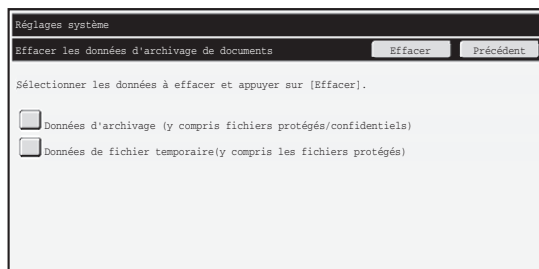 Réglages système
Effacer les données d'archivage de documents Effacer Précédent
Sélectionner les données à effacer et appuyer sur [Effacer].
Données d'archivage (y compris fichiers protégés/confidentiels)
Données de fichier temporaire(y compris les fichiers protégés)